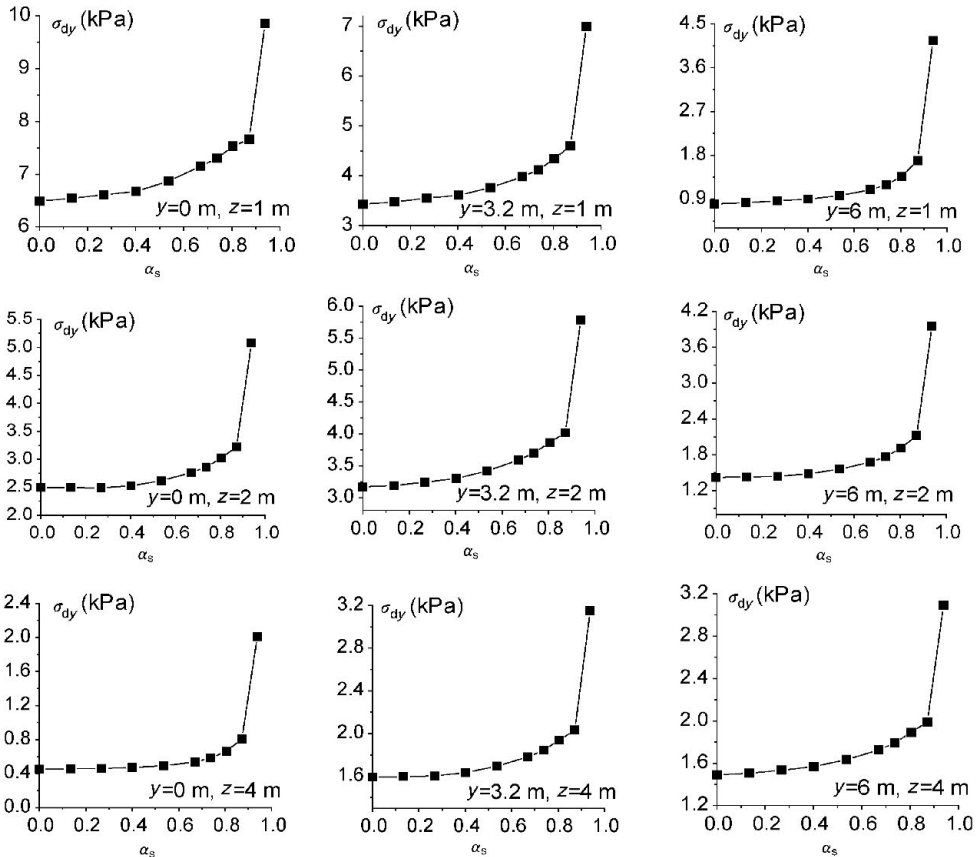 σdy (kPa)
10
9
8
7
6
y=0 m, z=1 m
0.0 0.2 0.4 0.6 0.8 1.0
αs
σdy (kPa)
7
6
5
4
3
y=3.2 m, z=1 m
0.0 0.2 0.4 0.6 0.8 1.0
αs
σdy (kPa)
4.5
3.6
2.7
1.8
0.9
y=6 m, z=1 m
0.0 0.2 0.4 0.6 0.8 1.0
αs
σdy (kPa)
5.5
5.0
4.5
4.0
3.5
3.0
2.5
2.0
y=0 m, z=2 m
0.0 0.2 0.4 0.6 0.8 1.0
αs
σdy (kPa)
6.0
5.5
5.0
4.5
4.0
3.5
3.0
y=3.2 m, z=2 m
0.0 0.2 0.4 0.6 0.8 1.0
αs
σdy (kPa)
4.2
3.6
3.0
2.4
1.8
1.2
y=6 m, z=2 m
0.0 0.2 0.4 0.6 0.8 1.0
αs
σdy (kPa)
2.4
2.0
1.6
1.2
0.8
0.4
0.0
y=0 m, z=4 m
0.0 0.2 0.4 0.6 0.8 1.0
αs
σdy (kPa)
3.2
2.8
2.4
2.0
1.6
y=3.2 m, z=4 m
0.0 0.2 0.4 0.6 0.8 1.0
αs
σdy (kPa)
3.2
2.8
2.4
2.0
1.6
1.2
y=6 m, z=4 m
0.0 0.2 0.4 0.6 0.8 1.0
αs